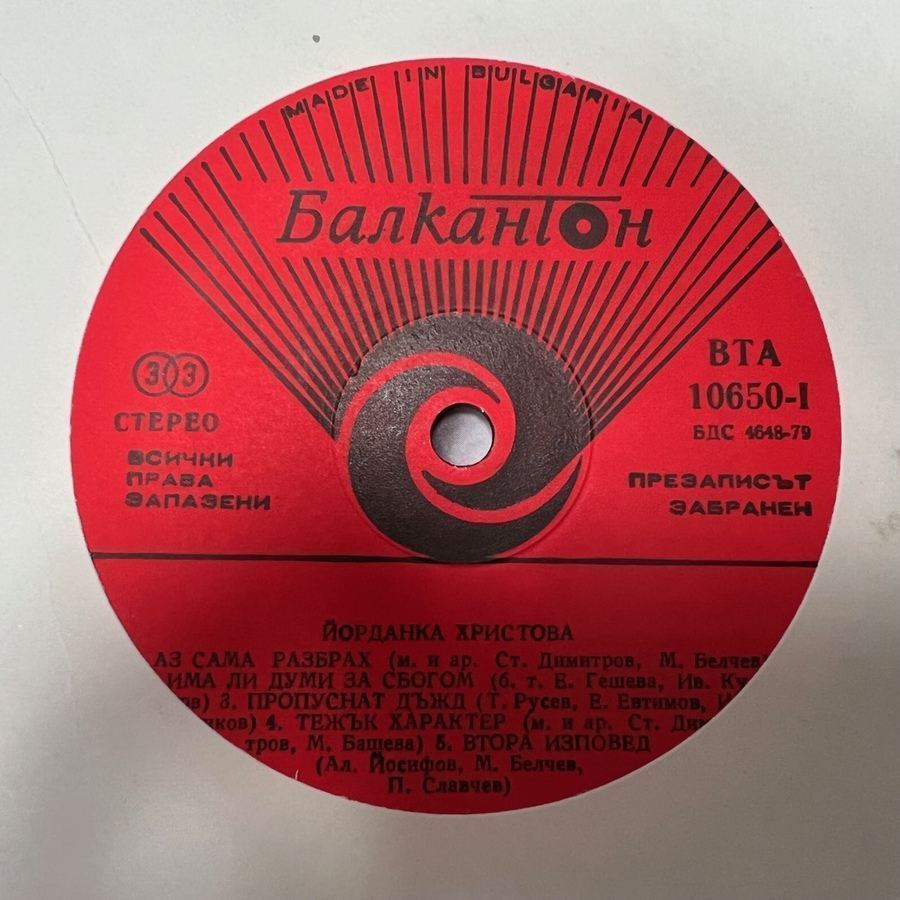 MADE IN BULGARIA
Балкантон
33
СТЕРЕО
ВСИЧКИ
ПРАВА
ЗАПАЗЕНИ
ВТА
10650-I
БДС 4648-79
ПРЕЗАПИСЪТ
ЗАБРАНЕН
ЙОРДАНКА ХРИСТОВА
АЗ САМА РАЗБРАХ (м. и ар. Ст. Димитров, М. Белчев)
ИМА ЛИ ДУМИ ЗА СБОГОМ (б. т. Е. Гешева, Ив.
3. ПРОПУСНАТ ДЪЖД (Т. Русев, Е. Евтимов,
4. ТЕЖЪК ХАРАКТЕР (м. и ар. Ст. Дим
тров, М. Башева) 5. ВТОРА ИЗПОВЕД
(Ал. Йосифов, М. Белчев,
П. Славчев)